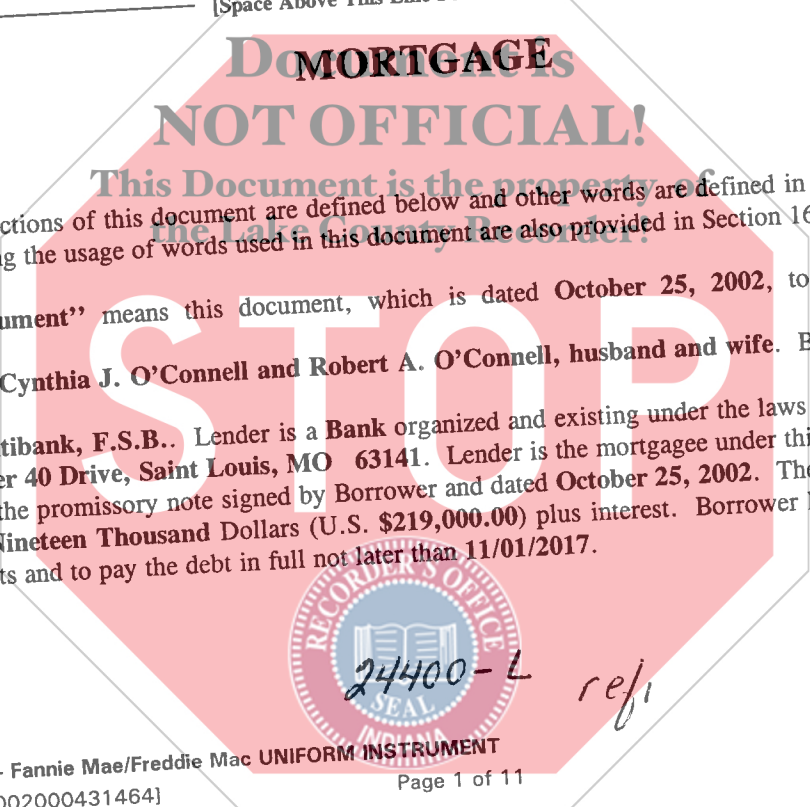 [Space Above This Line
MORTGAGE
Document is
NOT OFFICIAL!
This Document is the property of
the Lake County Recorder!
ctions of this document are defined below and other words are defined in
ng the usage of words used in this document are also provided in Section 16
ument” means this document, which is dated October 25, 2002, to
Cynthia J. O’Connell and Robert A. O’Connell, husband and wife. B
tibank, F.S.B.. Lender is a Bank organized and existing under the laws
er 40 Drive, Saint Louis, MO 63141. Lender is the mortgagee under thi
the promissory note signed by Borrower and dated October 25, 2002. The
Nineteen Thousand Dollars (U.S. $219,000.00) plus interest. Borrower
ts and to pay the debt in full not later than 11/01/2017.
STOP
RECORDER'S OFFICE
SEAL
INDIANA
24400-L refi
- Fannie Mae/Freddie Mac UNIFORM INSTRUMENT
Page 1 of 11
0020000431464]